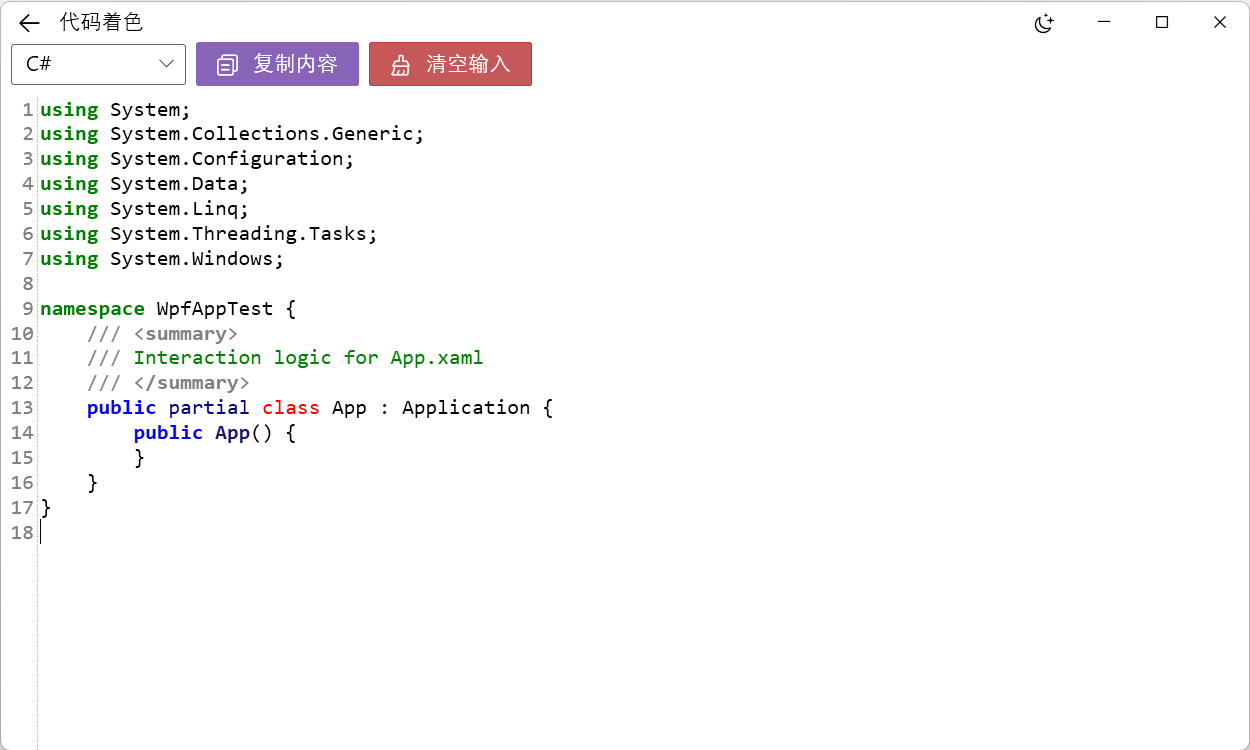 代码着色
C#
复制内容
清空输入
1 using System;
2 using System.Collections.Generic;
3 using System.Configuration;
4 using System.Data;
5 using System.Linq;
6 using System.Threading.Tasks;
7 using System.Windows;
8
9 namespace WpfAppTest {
10     /// <summary>
11     /// Interaction logic for App.xaml
12     /// </summary>
13     public partial class App : Application {
14         public App() {
15         }
16     }
17 }
18